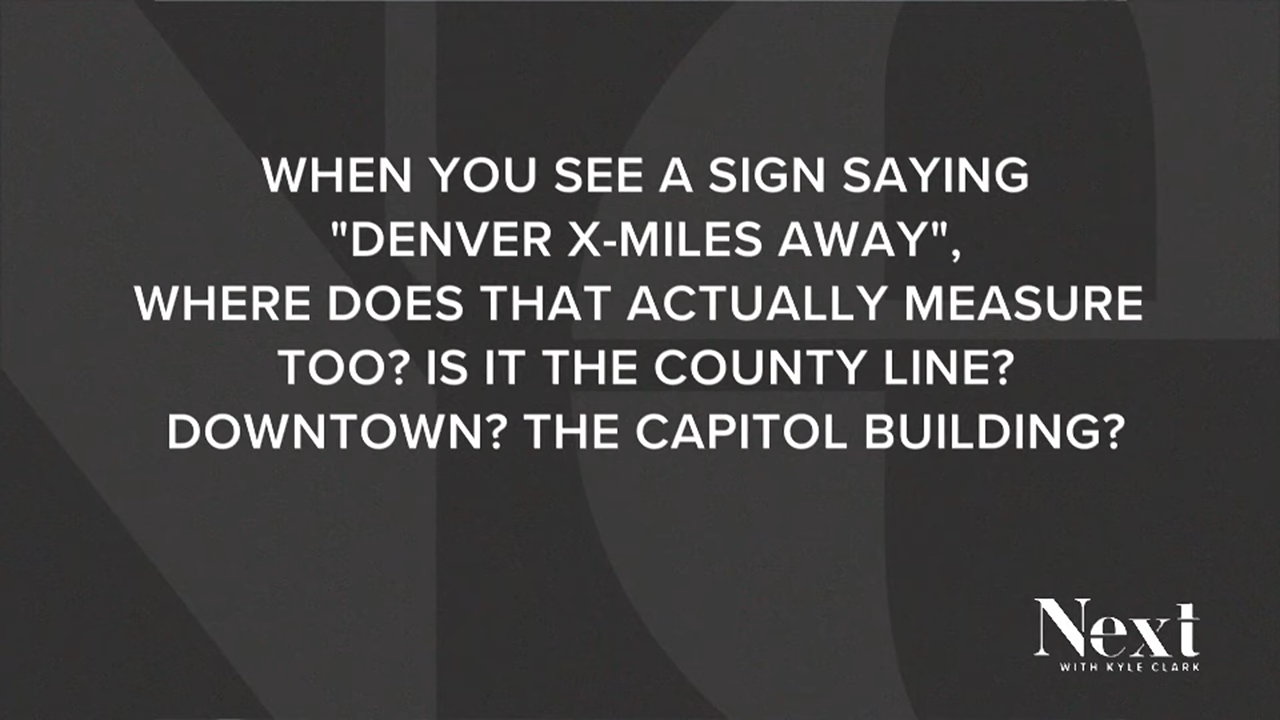 WHEN YOU SEE A SIGN SAYING
"DENVER X-MILES AWAY",
WHERE DOES THAT ACTUALLY MEASURE
TOO? IS IT THE COUNTY LINE?
DOWNTOWN? THE CAPITOL BUILDING?
Next
WITH KYLE CLARK